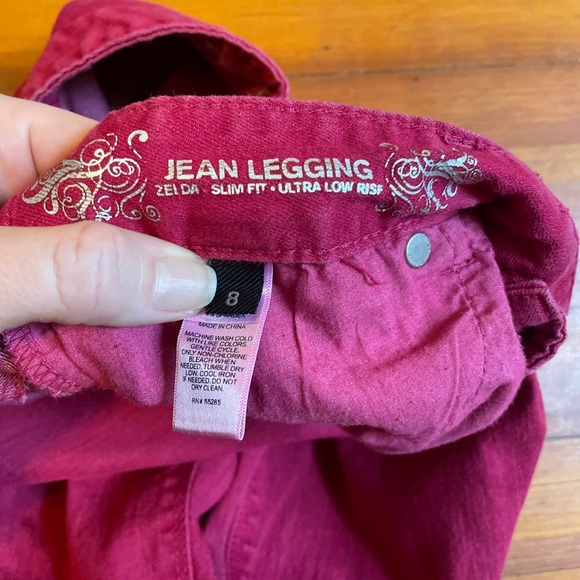 JEAN LEGGING
ZELDA • SLIM FIT • ULTRA LOW RISE
8
MADE IN CHINA
MACHINE WASH COLD
WITH LIKE COLORS.
GENTLE CYCLE.
ONLY NON-CHLORINE
BLEACH WHEN
NEEDED. TUMBLE DRY
LOW. COOL IRON
IF NEEDED. DO NOT
DRY CLEAN.
RN# 55285